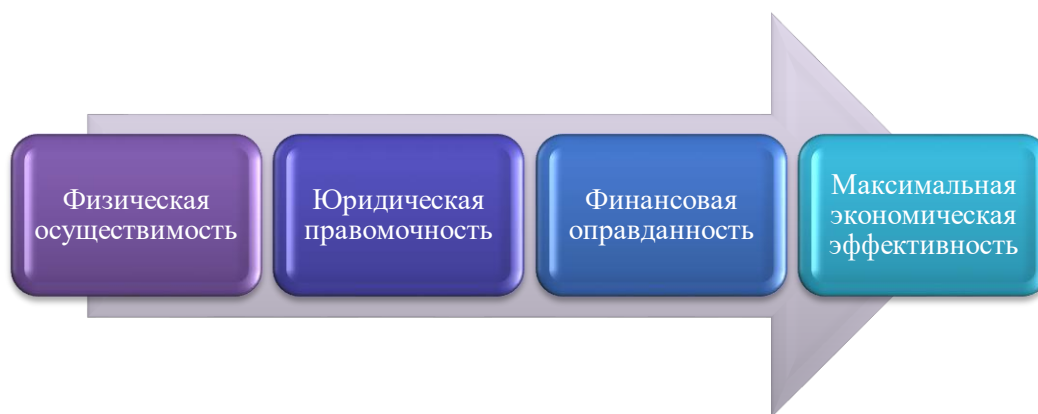 Физическая
осуществимость
Юридическая
правомочность
Финансовая
оправданность
Максимальная
экономическая
эффективность